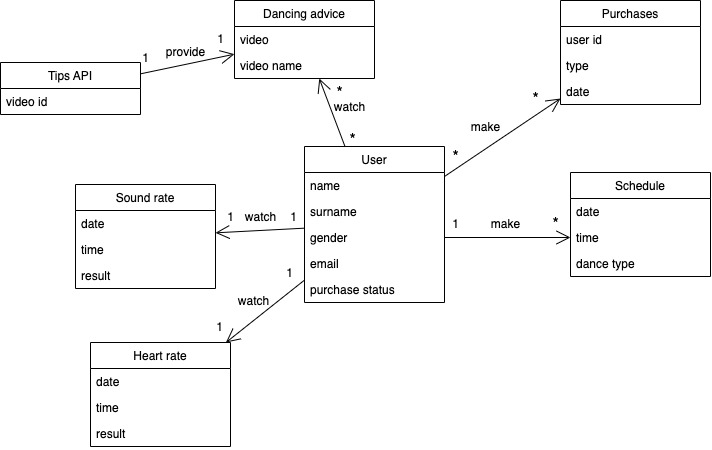 Dancing advice
video
video name
Purchases
user id
type
date
1
provide
1
Tips API
video id
*
watch
*
*
make
*
User
name
surname
gender
email
purchase status
Sound rate
date
time
result
1
watch
1
Schedule
date
time
dance type
1
make
*
1
watch
1
Heart rate
date
time
result